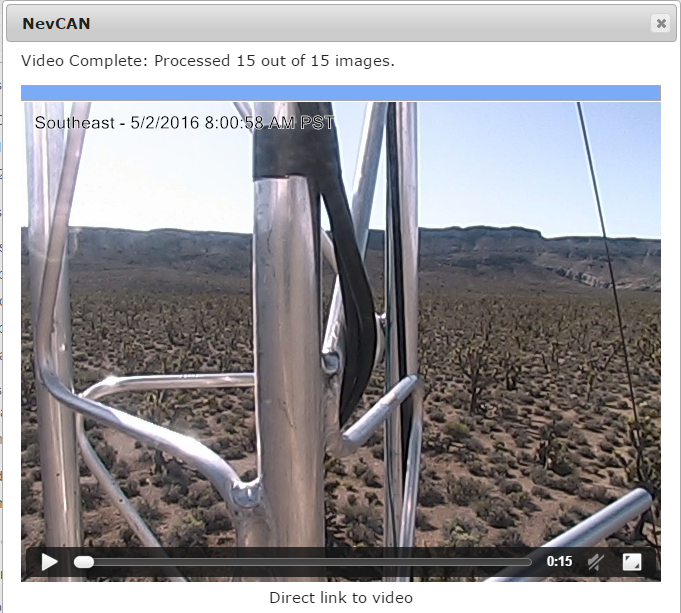 NevCAN
Video Complete: Processed 15 out of 15 images.
Southeast - 5/2/2016 8:00:58 AM PST
0:15
Direct link to video